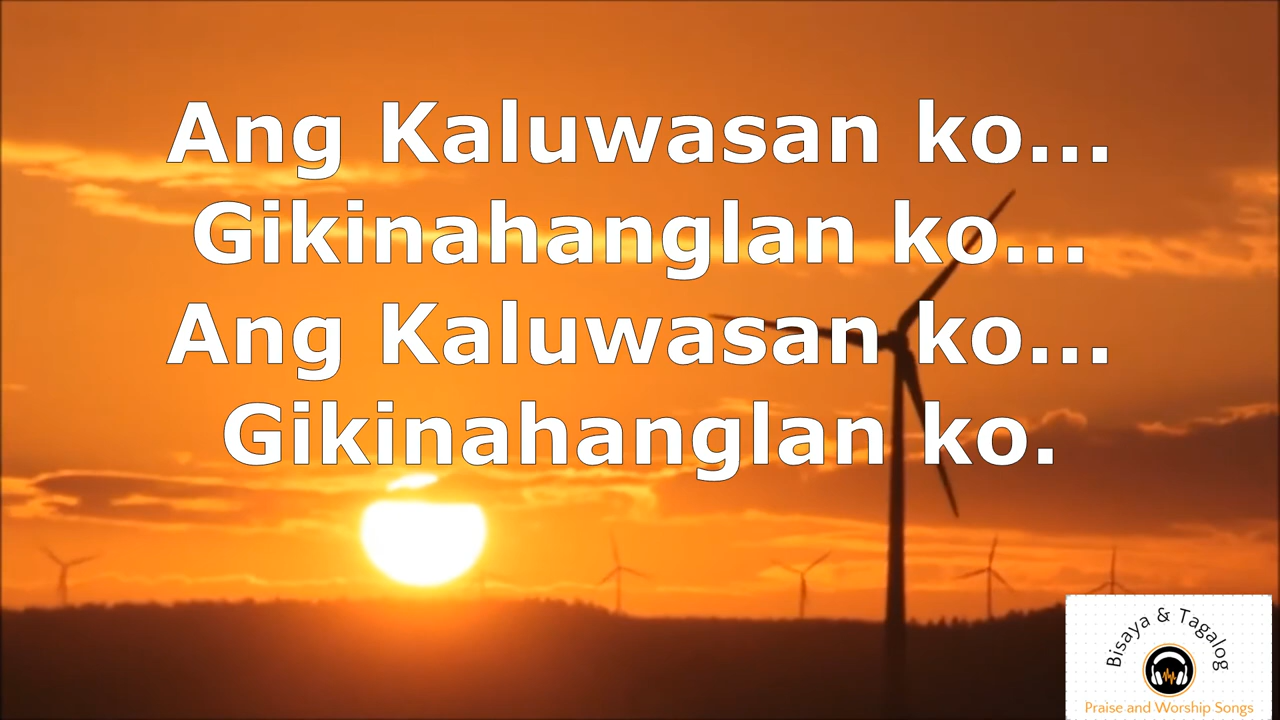 Ang Kaluwasan ko...
Gikinahanglan ko...
Ang Kaluwasan ko...
Gikinahanglan ko.
Bisaya & Tagalog
Praise and Worship Songs